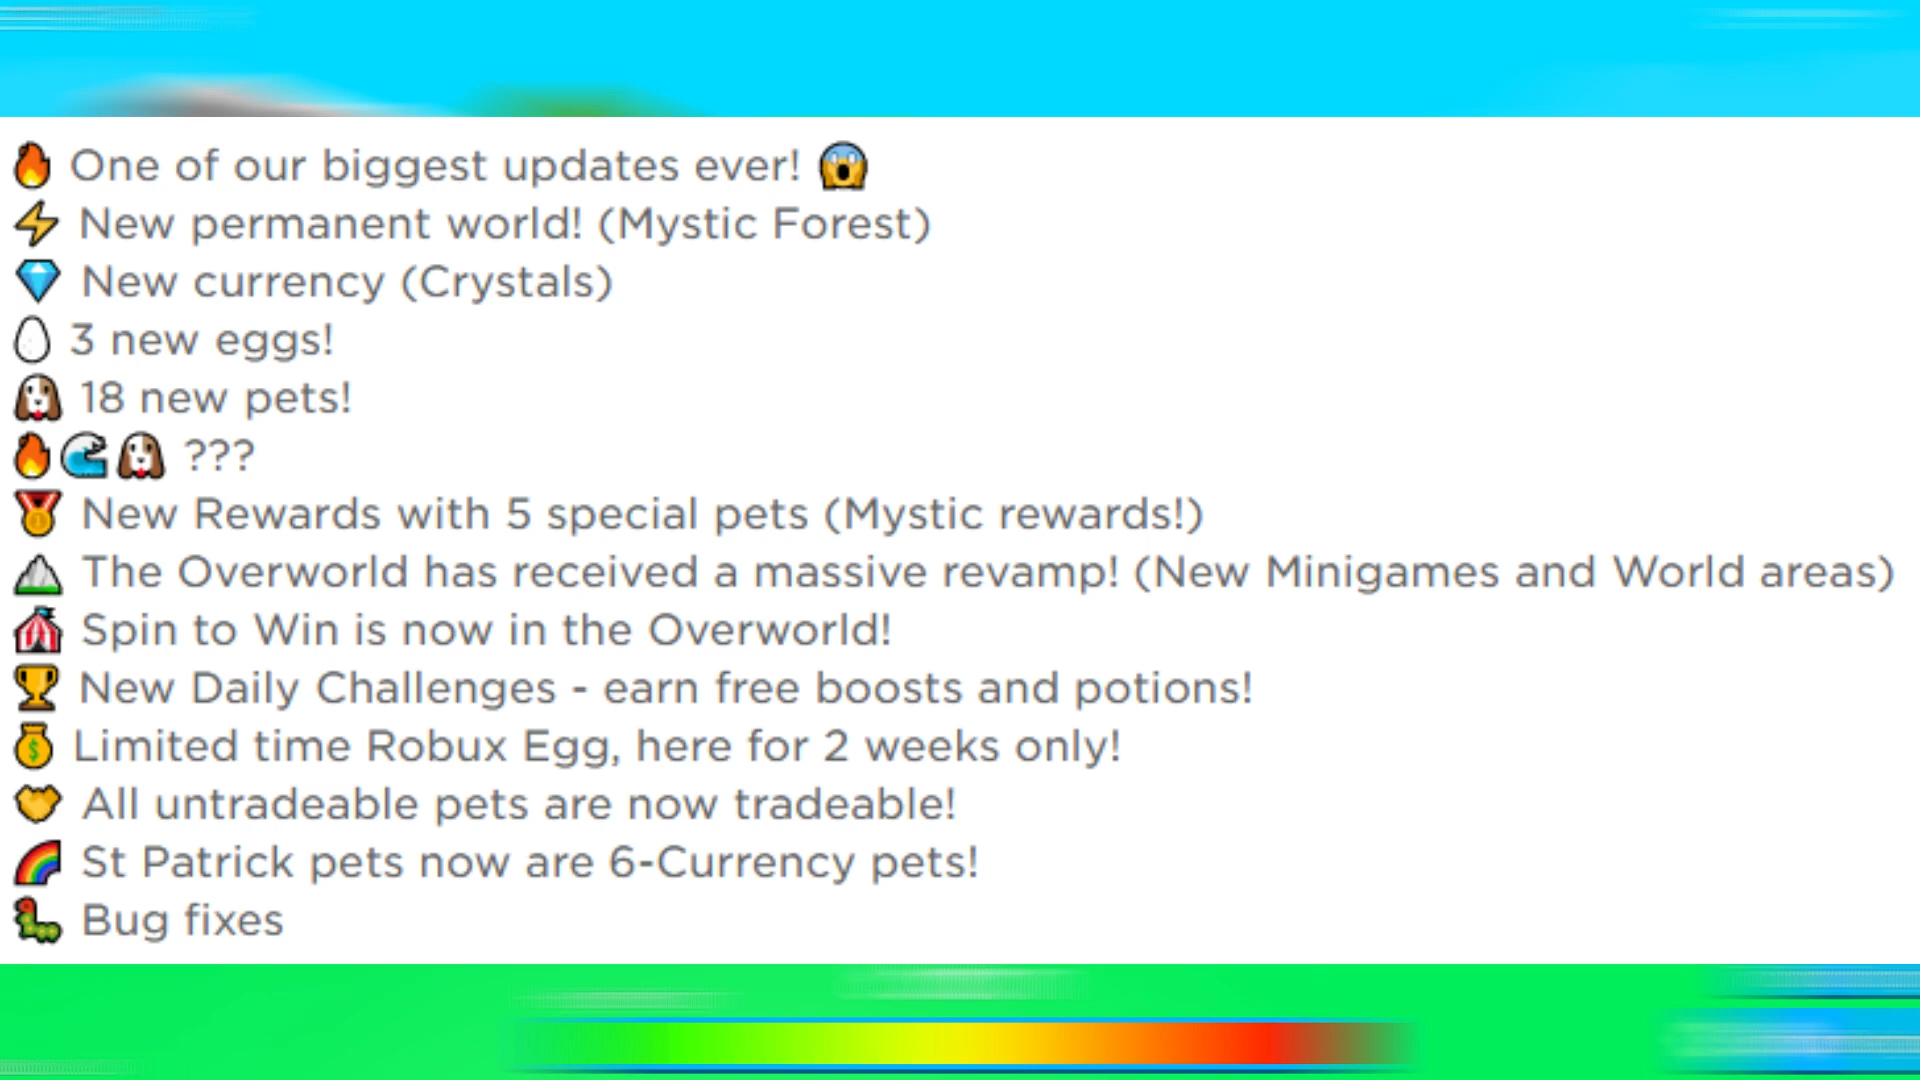 🔥 One of our biggest updates ever! 😱
⚡ New permanent world! (Mystic Forest)
💎 New currency (Crystals)
🥚 3 new eggs!
🐶 18 new pets!
🔥🌊🐶 ???
🏅 New Rewards with 5 special pets (Mystic rewards!)
⛰️ The Overworld has received a massive revamp! (New Minigames and World areas)
🎪 Spin to Win is now in the Overworld!
🏆 New Daily Challenges - earn free boosts and potions!
💰 Limited time Robux Egg, here for 2 weeks only!
🤝 All untradeable pets are now tradeable!
🌈 St Patrick pets now are 6-Currency pets!
🐛 Bug fixes